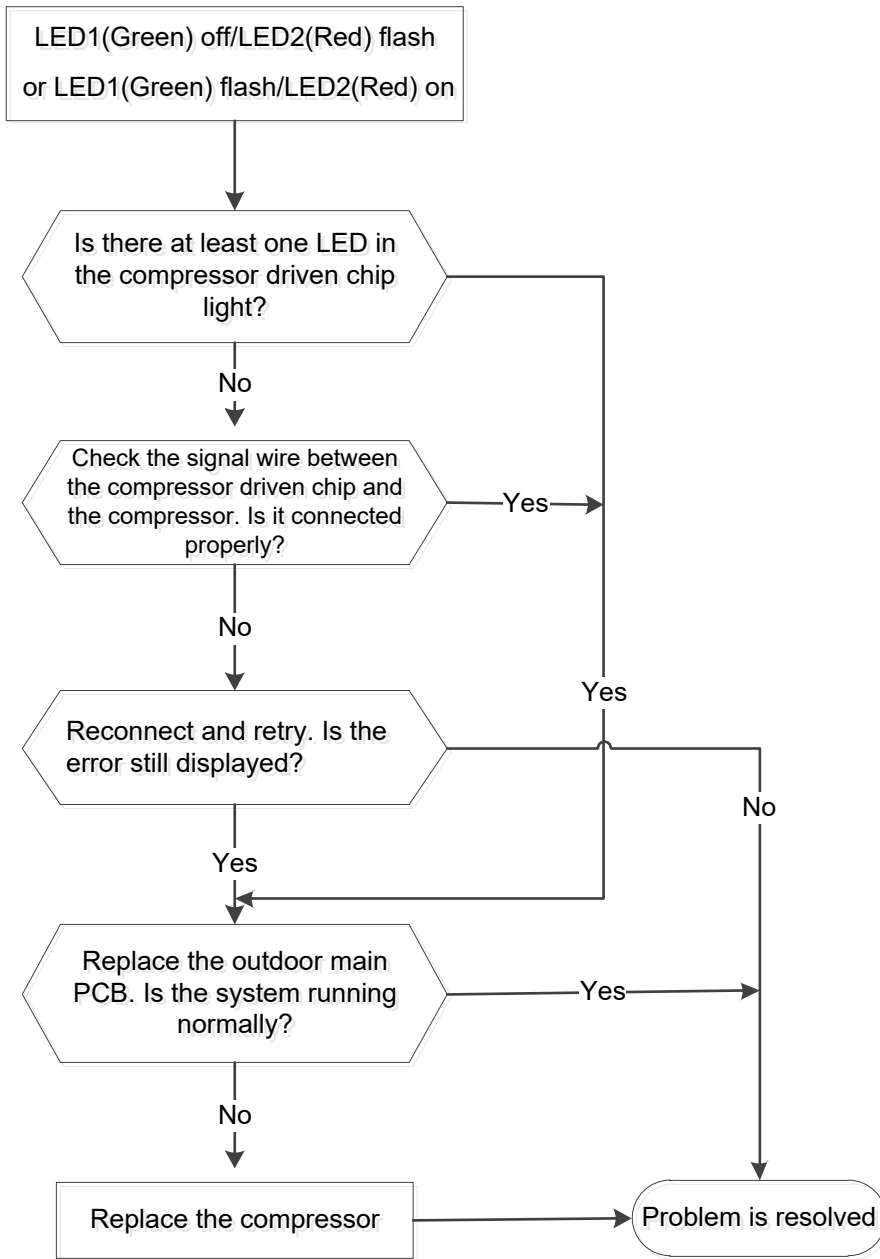 LED1(Green) off/LED2(Red) flash
or LED1(Green) flash/LED2(Red) on
Is there at least one LED in
the compressor driven chip
light?
No
Check the signal wire between
the compressor driven chip and
the compressor. Is it connected
properly?
Yes
No
Yes
Reconnect and retry. Is the
error still displayed?
No
Yes
Replace the outdoor main
PCB. Is the system running
normally?
Yes
No
Replace the compressor
Problem is resolved